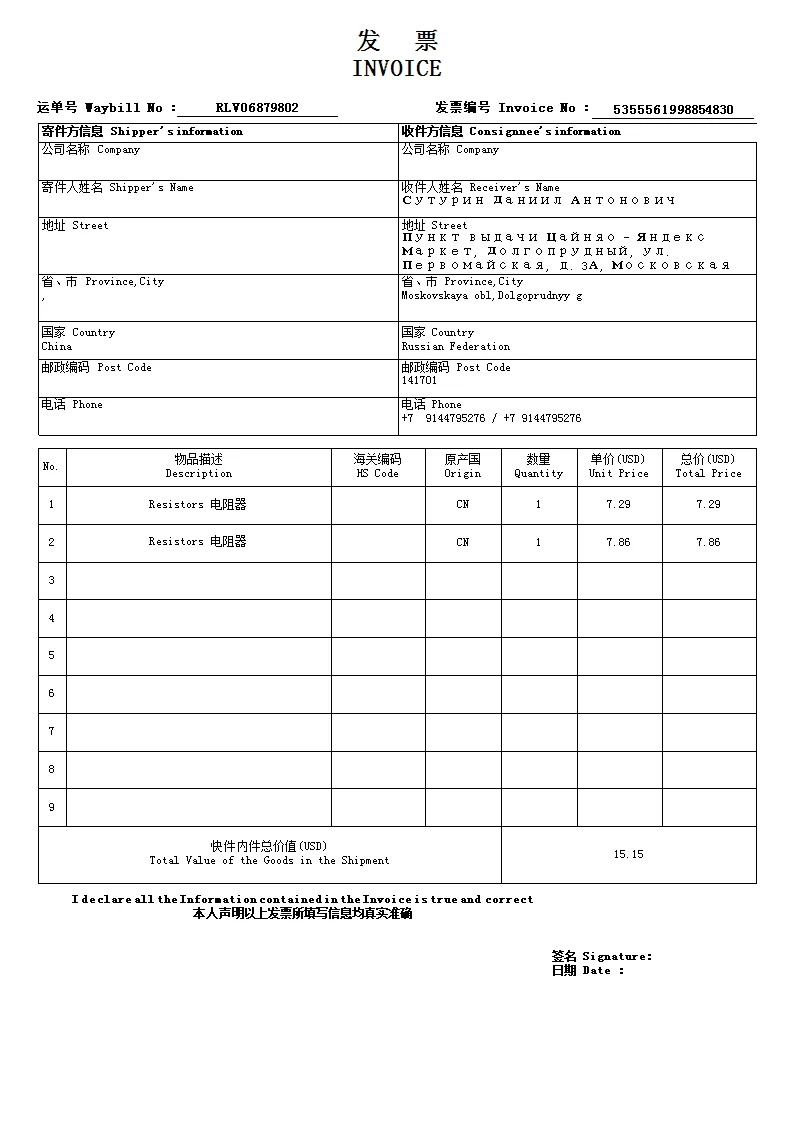 发 票
INVOICE
运单号 Waybill No : RLV06879802 发票编号 Invoice No : 5355561998854830
寄件方信息 Shipper's information 收件方信息 Consignnee's information
公司名称 Company 公司名称 Company
寄件人姓名 Shipper's Name 收件人姓名 Receiver's Name
Сутурин Даниил Антонович
地址 Street 地址 Street
Пункт выдачи Цайняо – Яндекс
Маркет, Долгопрудный, ул.
Первомайская, д. 3А, Московская
省、市 Province,City 省、市 Province,City
, Moskovskaya obl,Dolgoprudnyy g
国家 Country 国家 Country
China Russian Federation
邮政编码 Post Code 邮政编码 Post Code
141701
电话 Phone 电话 Phone
+7 9144795276 / +7 9144795276
No. 物品描述 海关编码 原产国 数量 单价(USD) 总价(USD)
Description HS Code Origin Quantity Unit Price Total Price
1 Resistors 电阻器 CN 1 7.29 7.29
2 Resistors 电阻器 CN 1 7.86 7.86
3
4
5
6
7
8
9
快件内件总价值(USD)
Total Value of the Goods in the Shipment 15.15
I declare all the Information contained in the Invoice is true and correct
本人声明以上发票所填写信息均真实准确
签名 Signature:
日期 Date :